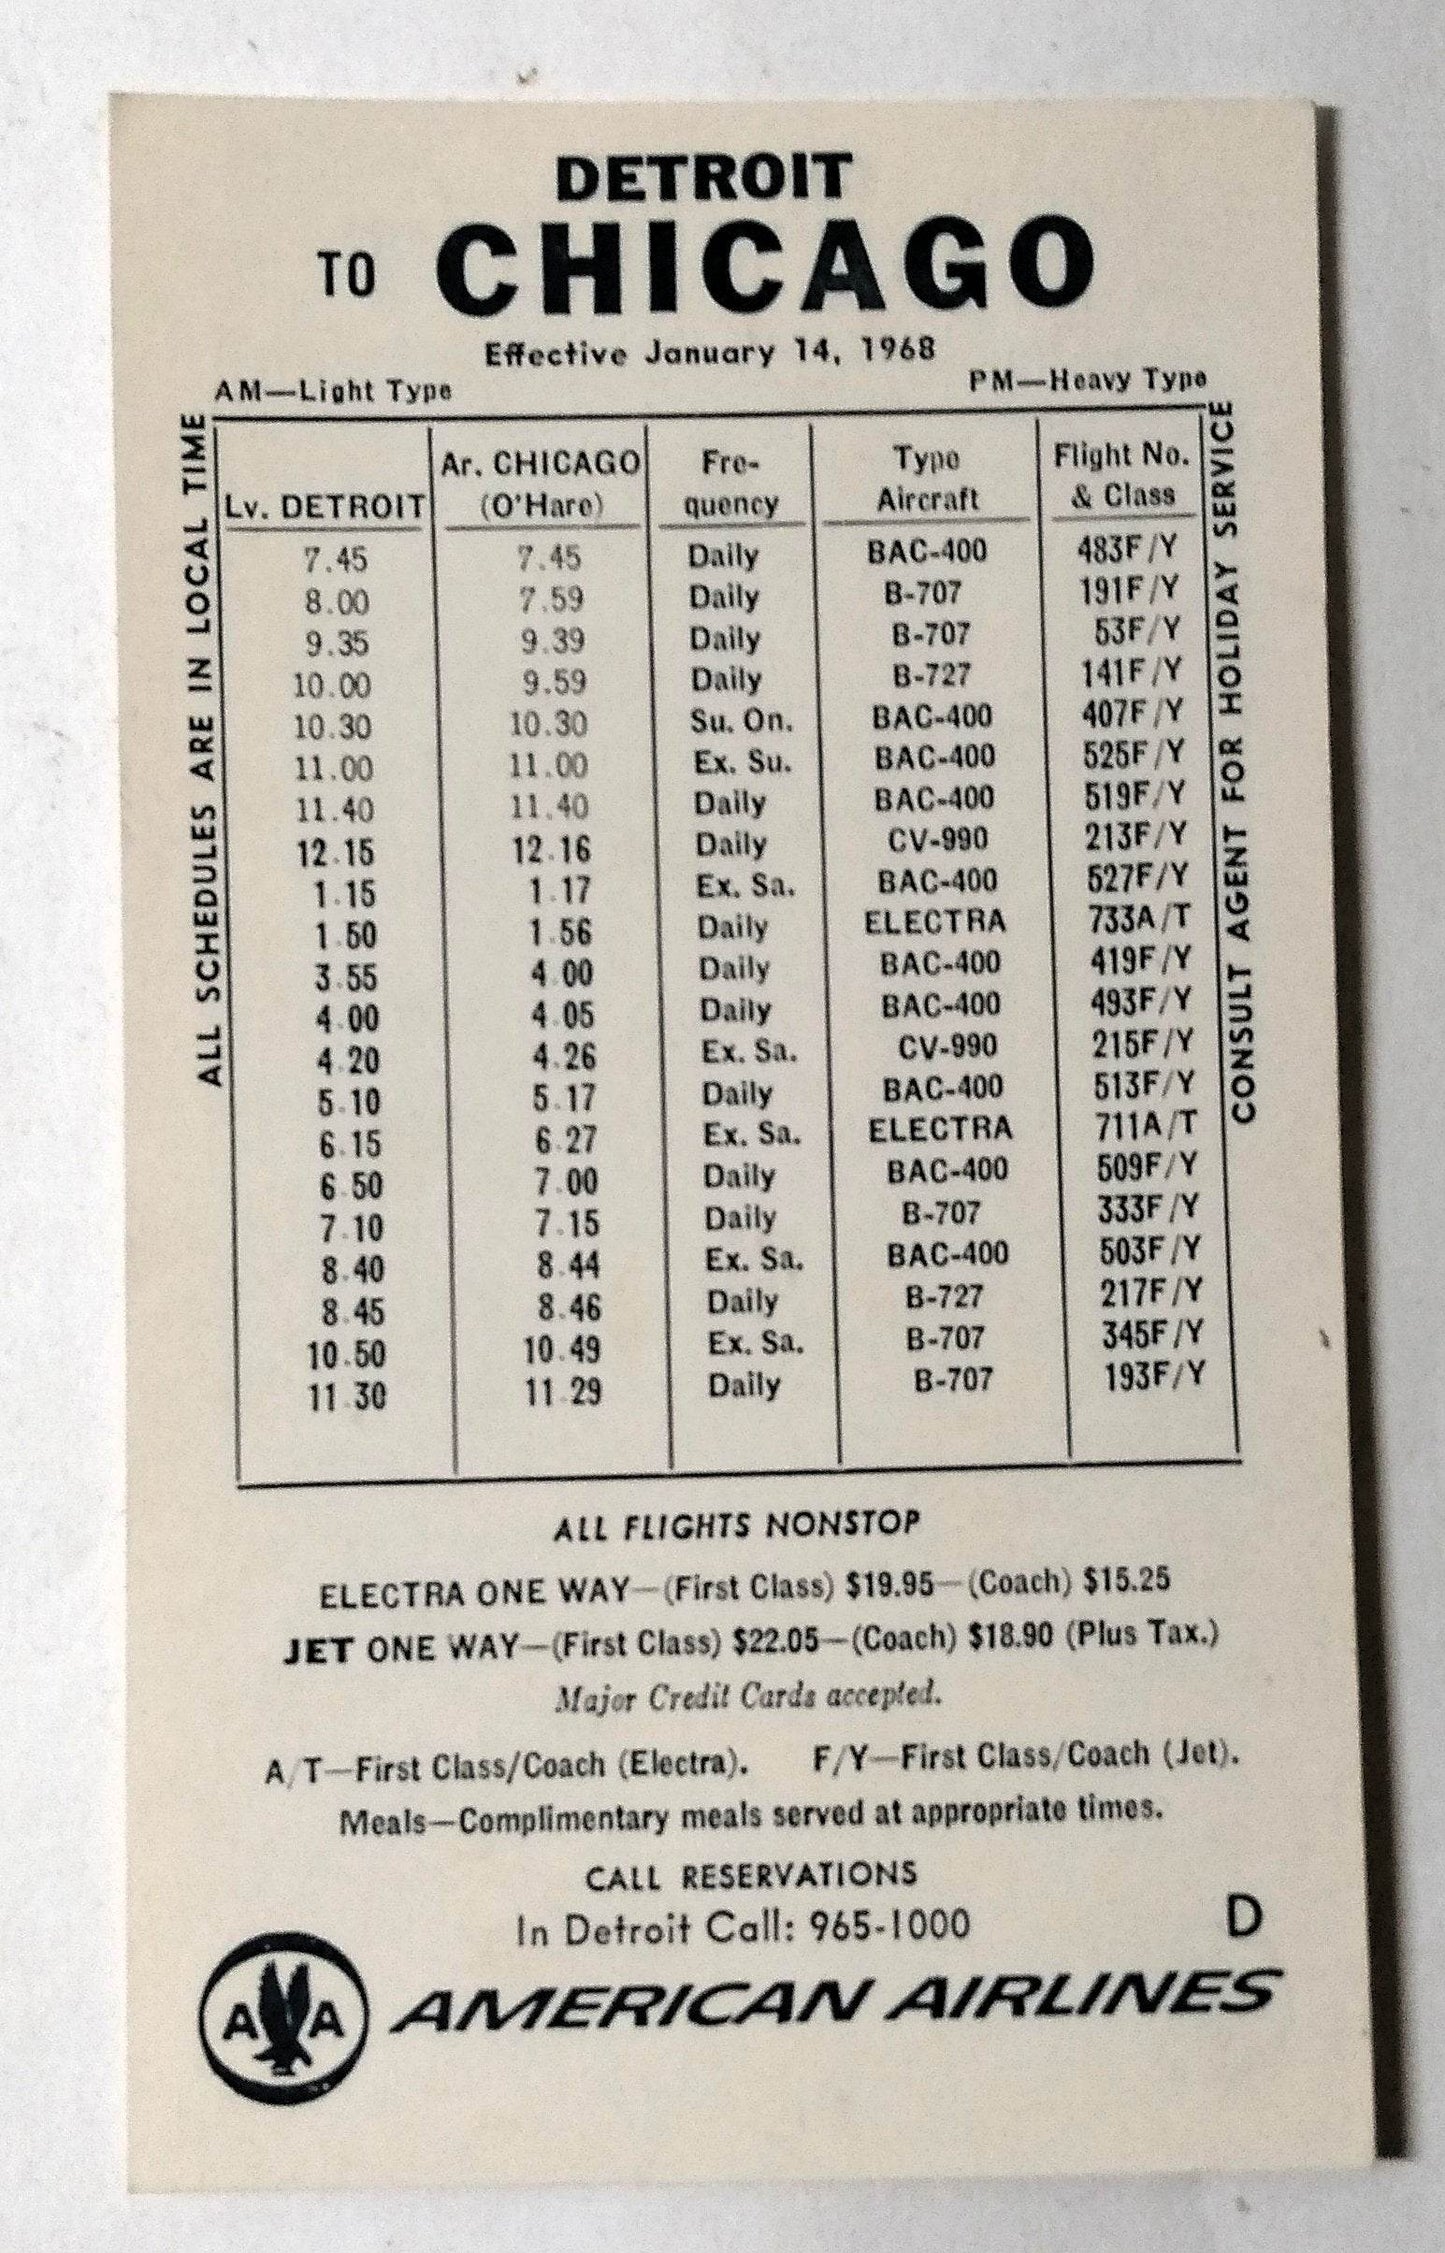 DETROIT
TO CHICAGO
Effective January 14, 1968
AM—Light Type PM—Heavy Type
ALL SCHEDULES ARE IN LOCAL TIME
Lv. DETROIT Ar. CHICAGO (O'Hare) Fre-quency Type Aircraft Flight No. & Class
7.45 7.45 Daily BAC-400 483F/Y
8.00 7.59 Daily B-707 191F/Y
9.35 9.39 Daily B-707 53F/Y
10.00 9.59 Daily B-727 141F/Y
10.30 10.30 Su. On. BAC-400 407F/Y
11.00 11.00 Ex. Su. BAC-400 525F/Y
11.40 11.40 Daily BAC-400 519F/Y
12.15 12.16 Daily CV-990 213F/Y
1.15 1.17 Ex. Sa. BAC-400 527F/Y
1.50 1.56 Daily ELECTRA 733A/T
3.55 4.00 Daily BAC-400 419F/Y
4.00 4.05 Daily BAC-400 493F/Y
4.20 4.26 Ex. Sa. CV-990 215F/Y
5.10 5.17 Daily BAC-400 513F/Y
6.15 6.27 Ex. Sa. ELECTRA 711A/T
6.50 7.00 Daily BAC-400 509F/Y
7.10 7.15 Daily B-707 333F/Y
8.40 8.44 Ex. Sa. BAC-400 503F/Y
8.45 8.46 Daily B-727 217F/Y
10.50 10.49 Ex. Sa. B-707 345F/Y
11.30 11.29 Daily B-707 193F/Y
CONSULT AGENT FOR HOLIDAY SERVICE
ALL FLIGHTS NONSTOP
ELECTRA ONE WAY—(First Class) $19.95—(Coach) $15.25
JET ONE WAY—(First Class) $22.05—(Coach) $18.90 (Plus Tax.)
Major Credit Cards accepted.
A/T—First Class/Coach (Electra). F/Y—First Class/Coach (Jet).
Meals—Complimentary meals served at appropriate times.
CALL RESERVATIONS
In Detroit Call: 965-1000
D
A A AMERICAN AIRLINES